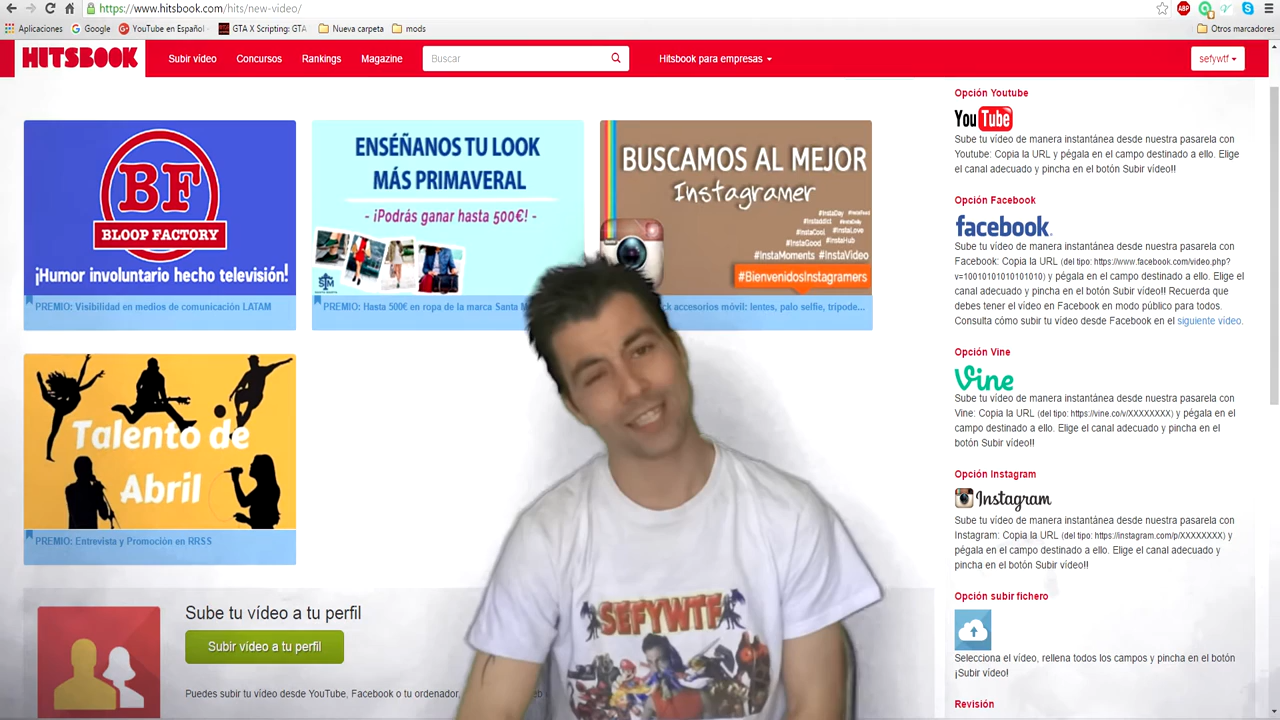 https://www.hitsbook.com/hits/new-video/
Aplicaciones
Google
YouTube en Español
GTA X Scripting: GTA
Nueva carpeta
mods
Otros marcadores
HITSBOOK
Subir vídeo
Concursos
Rankings
Magazine
Buscar
Hitsbook para empresas
sefywtf
BF
BLOOP FACTORY
¡Humor involuntario hecho televisión!
PREMIO: Visibilidad en medios de comunicación LATAM
ENSÉÑANOS TU LOOK
MÁS PRIMAVERAL
- ¡Podrás ganar hasta 500€! -
PREMIO: Hasta 500€ en ropa de la marca Santa
BUSCAMOS AL MEJOR
Instagramer
#InstaDay
#Instaddict #InstaLove
#InstaCool #InstaHub
#InstaGood
#InstaMoments #InstaVideo
#BienvenidosInstagramers
accesorios móvil: lentes, palo selfie, trípode...
Talento de
Abril
PREMIO: Entrevista y Promoción en RRSS
Sube tu vídeo a tu perfil
Subir vídeo a tu perfil
Puedes subir tu vídeo desde YouTube, Facebook o tu ordenador.
SEFYWTF
Opción Youtube
YouTube
Sube tu vídeo de manera instantánea desde nuestra pasarela con
Youtube: Copia la URL y pégala en el campo destinado a ello. Elige
el canal adecuado y pincha en el botón Subir vídeo!!
Opción Facebook
facebook
Sube tu vídeo de manera instantánea desde nuestra pasarela con
Facebook: Copia la URL (del tipo: https://www.facebook.com/video.php?
v=10010101010101010) y pégala en el campo destinado a ello. Elige el
canal adecuado y pincha en el botón Subir vídeo!! Recuerda que
debes tener el vídeo en Facebook en modo público para todos.
Consulta cómo subir tu vídeo desde Facebook en el siguiente vídeo.
Opción Vine
Vine
Sube tu vídeo de manera instantánea desde nuestra pasarela con
Vine: Copia la URL (del tipo: https://vine.co/v/XXXXXXXX) y pégala en el
campo destinado a ello. Elige el canal adecuado y pincha en el
botón Subir vídeo!!
Opción Instagram
Instagram
Sube tu vídeo de manera instantánea desde nuestra pasarela con
Instagram: Copia la URL (del tipo: https://instagram.com/p/XXXXXXXX) y
pégala en el campo destinado a ello. Elige el canal adecuado y
pincha en el botón Subir vídeo!!
Opción subir fichero
Selecciona el vídeo, rellena todos los campos y pincha en el botón
¡Subir vídeo!
Revisión